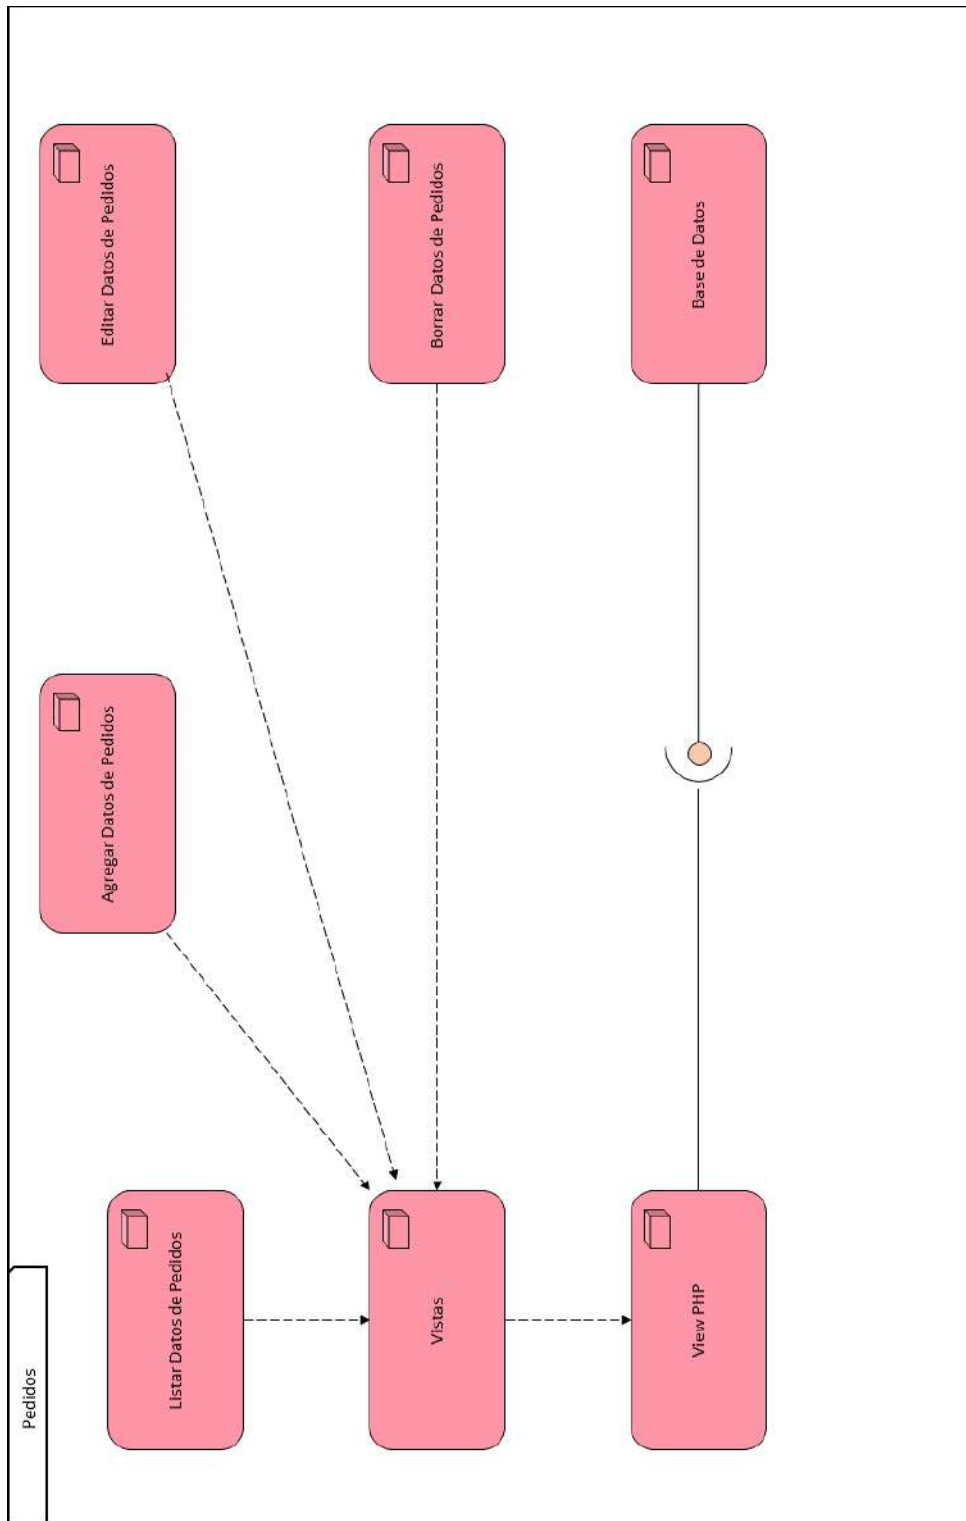 Pedidos
Listar Datos de Pedidos
Agregar Datos de Pedidos
Editar Datos de Pedidos
Vistas
Borrar Datos de Pedidos
View PHP
Base de Datos